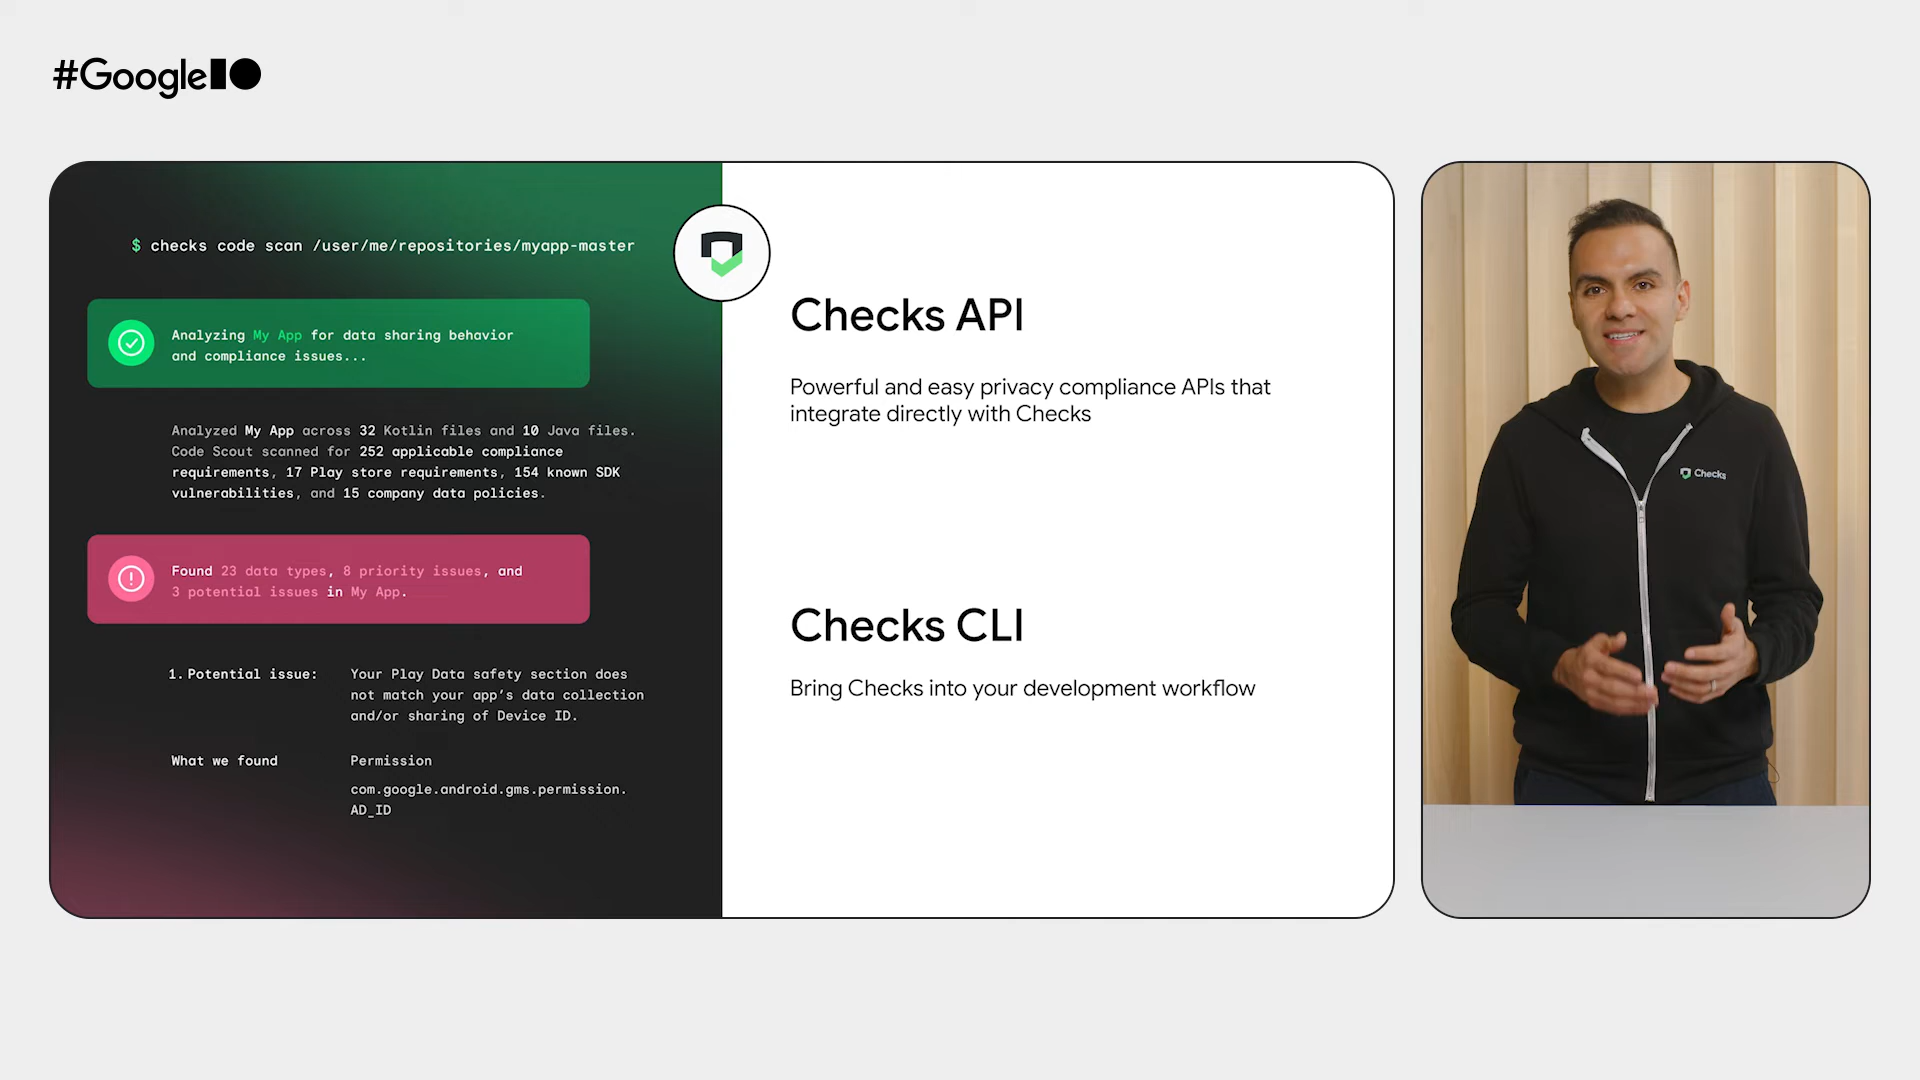 #GoogleIO
$ checks code scan /user/me/repositories/myapp-master
Analyzing My App for data sharing behavior
and compliance issues...
Analyzed My App across 32 Kotlin files and 10 Java files.
Code Scout scanned for 252 applicable compliance
requirements, 17 Play store requirements, 154 known SDK
vulnerabilities, and 15 company data policies.
Found 23 data types, 8 priority issues, and
3 potential issues in My App.
1. Potential issue: Your Play Data safety section does
not match your app’s data collection
and/or sharing of Device ID.
What we found Permission
com.google.android.gms.permission.
AD_ID
Checks API
Powerful and easy privacy compliance APIs that
integrate directly with Checks
Checks CLI
Bring Checks into your development workflow
Checks